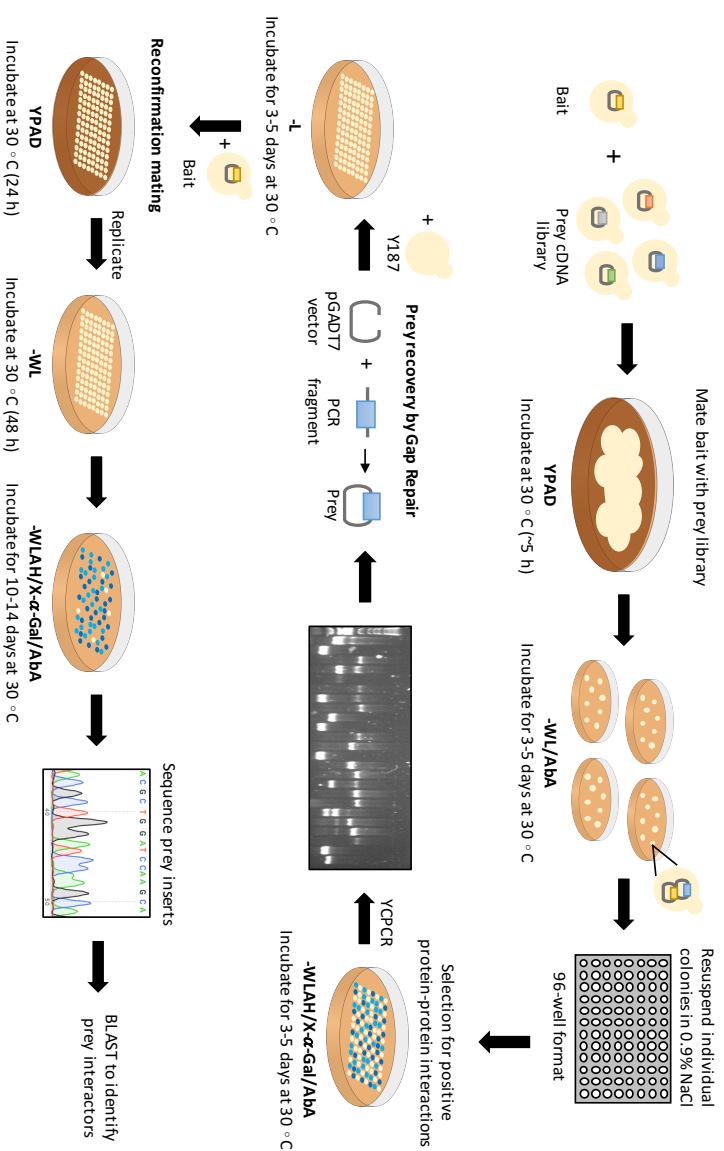 Bait
+
Prey cDNA
library
Mate bait with prey library
YPAD
Incubate at 30 °C (~5 h)
-WL/AbA
Incubate for 3-5 days at 30 °C
Resuspend individual
colonies in 0.9% NaCl
96-well format
Selection for positive
protein-protein interactions
-WLAH/X-α-Gal/AbA
Incubate for 3-5 days at 30 °C
YCPCR
Prey recovery by Gap Repair
pGADT7
vector
+
PCR
fragment
Prey
+
Y187
-L
Incubate for 3-5 days at 30 °C
+
Bait
Reconfirmation mating
YPAD
Incubate at 30 °C (24 h)
Replicate
-WL
Incubate at 30 °C (48 h)
-WLAH/X-α-Gal/AbA
Incubate for 10-14 days at 30 °C
Sequence prey inserts
A C G C T G G A T C C A A G C A
40
50
BLAST to identify
prey interactors